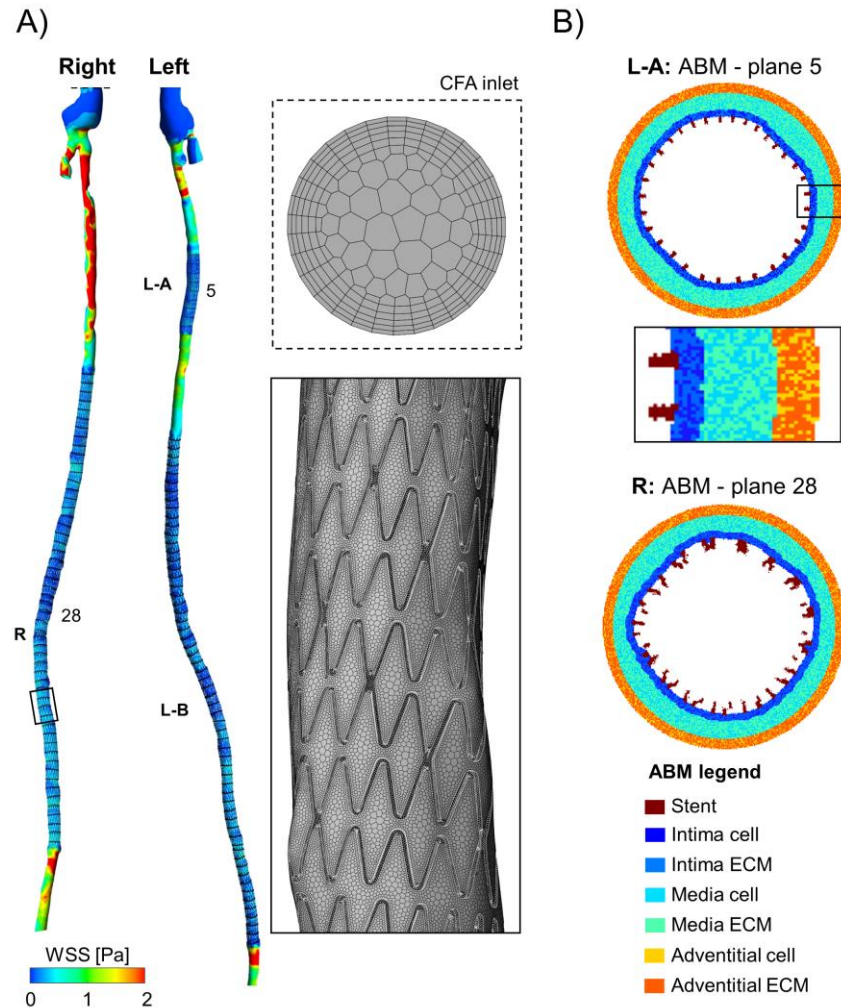 A)
Right
Left
CFA inlet
L-A
5
28
R
L-B
WSS [Pa]
0
1
2
B)
L-A: ABM - plane 5
R: ABM - plane 28
ABM legend
Stent
Intima cell
Intima ECM
Media cell
Media ECM
Adventitial cell
Adventitial ECM